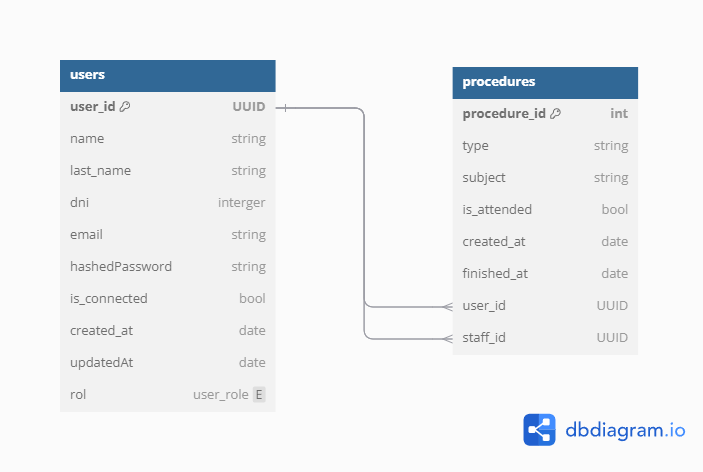 users
user_id UUID
name string
last_name string
dni interger
email string
hashedPassword string
is_connected bool
created_at date
updatedAt date
rol user_role E
procedures
procedure_id int
type string
subject string
is_attended bool
created_at date
finished_at date
user_id UUID
staff_id UUID
dbdiagram.io